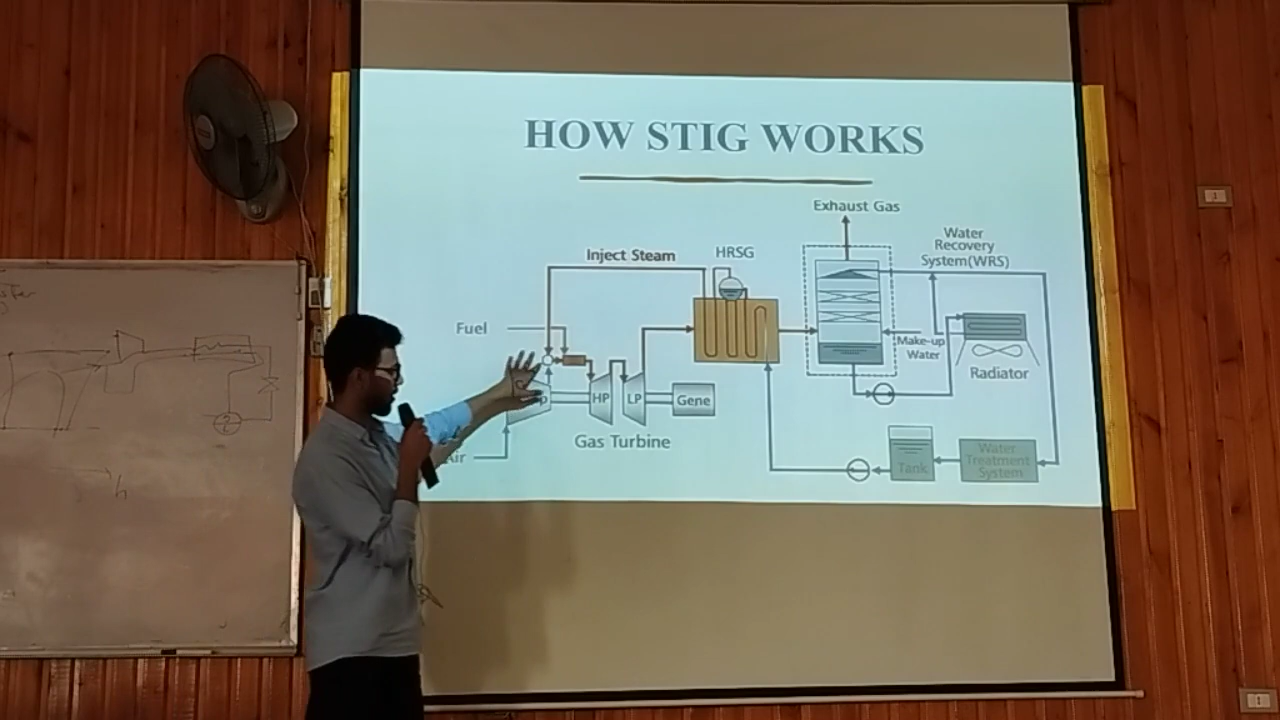 HOW STIG WORKS
Exhaust Gas
Water
Recovery
System(WRS)
Inject Steam
HRSG
Fuel
Make-up
Water
Radiator
HP
LP
Gene
Gas Turbine
Air
Tank
Water
Treatment
System